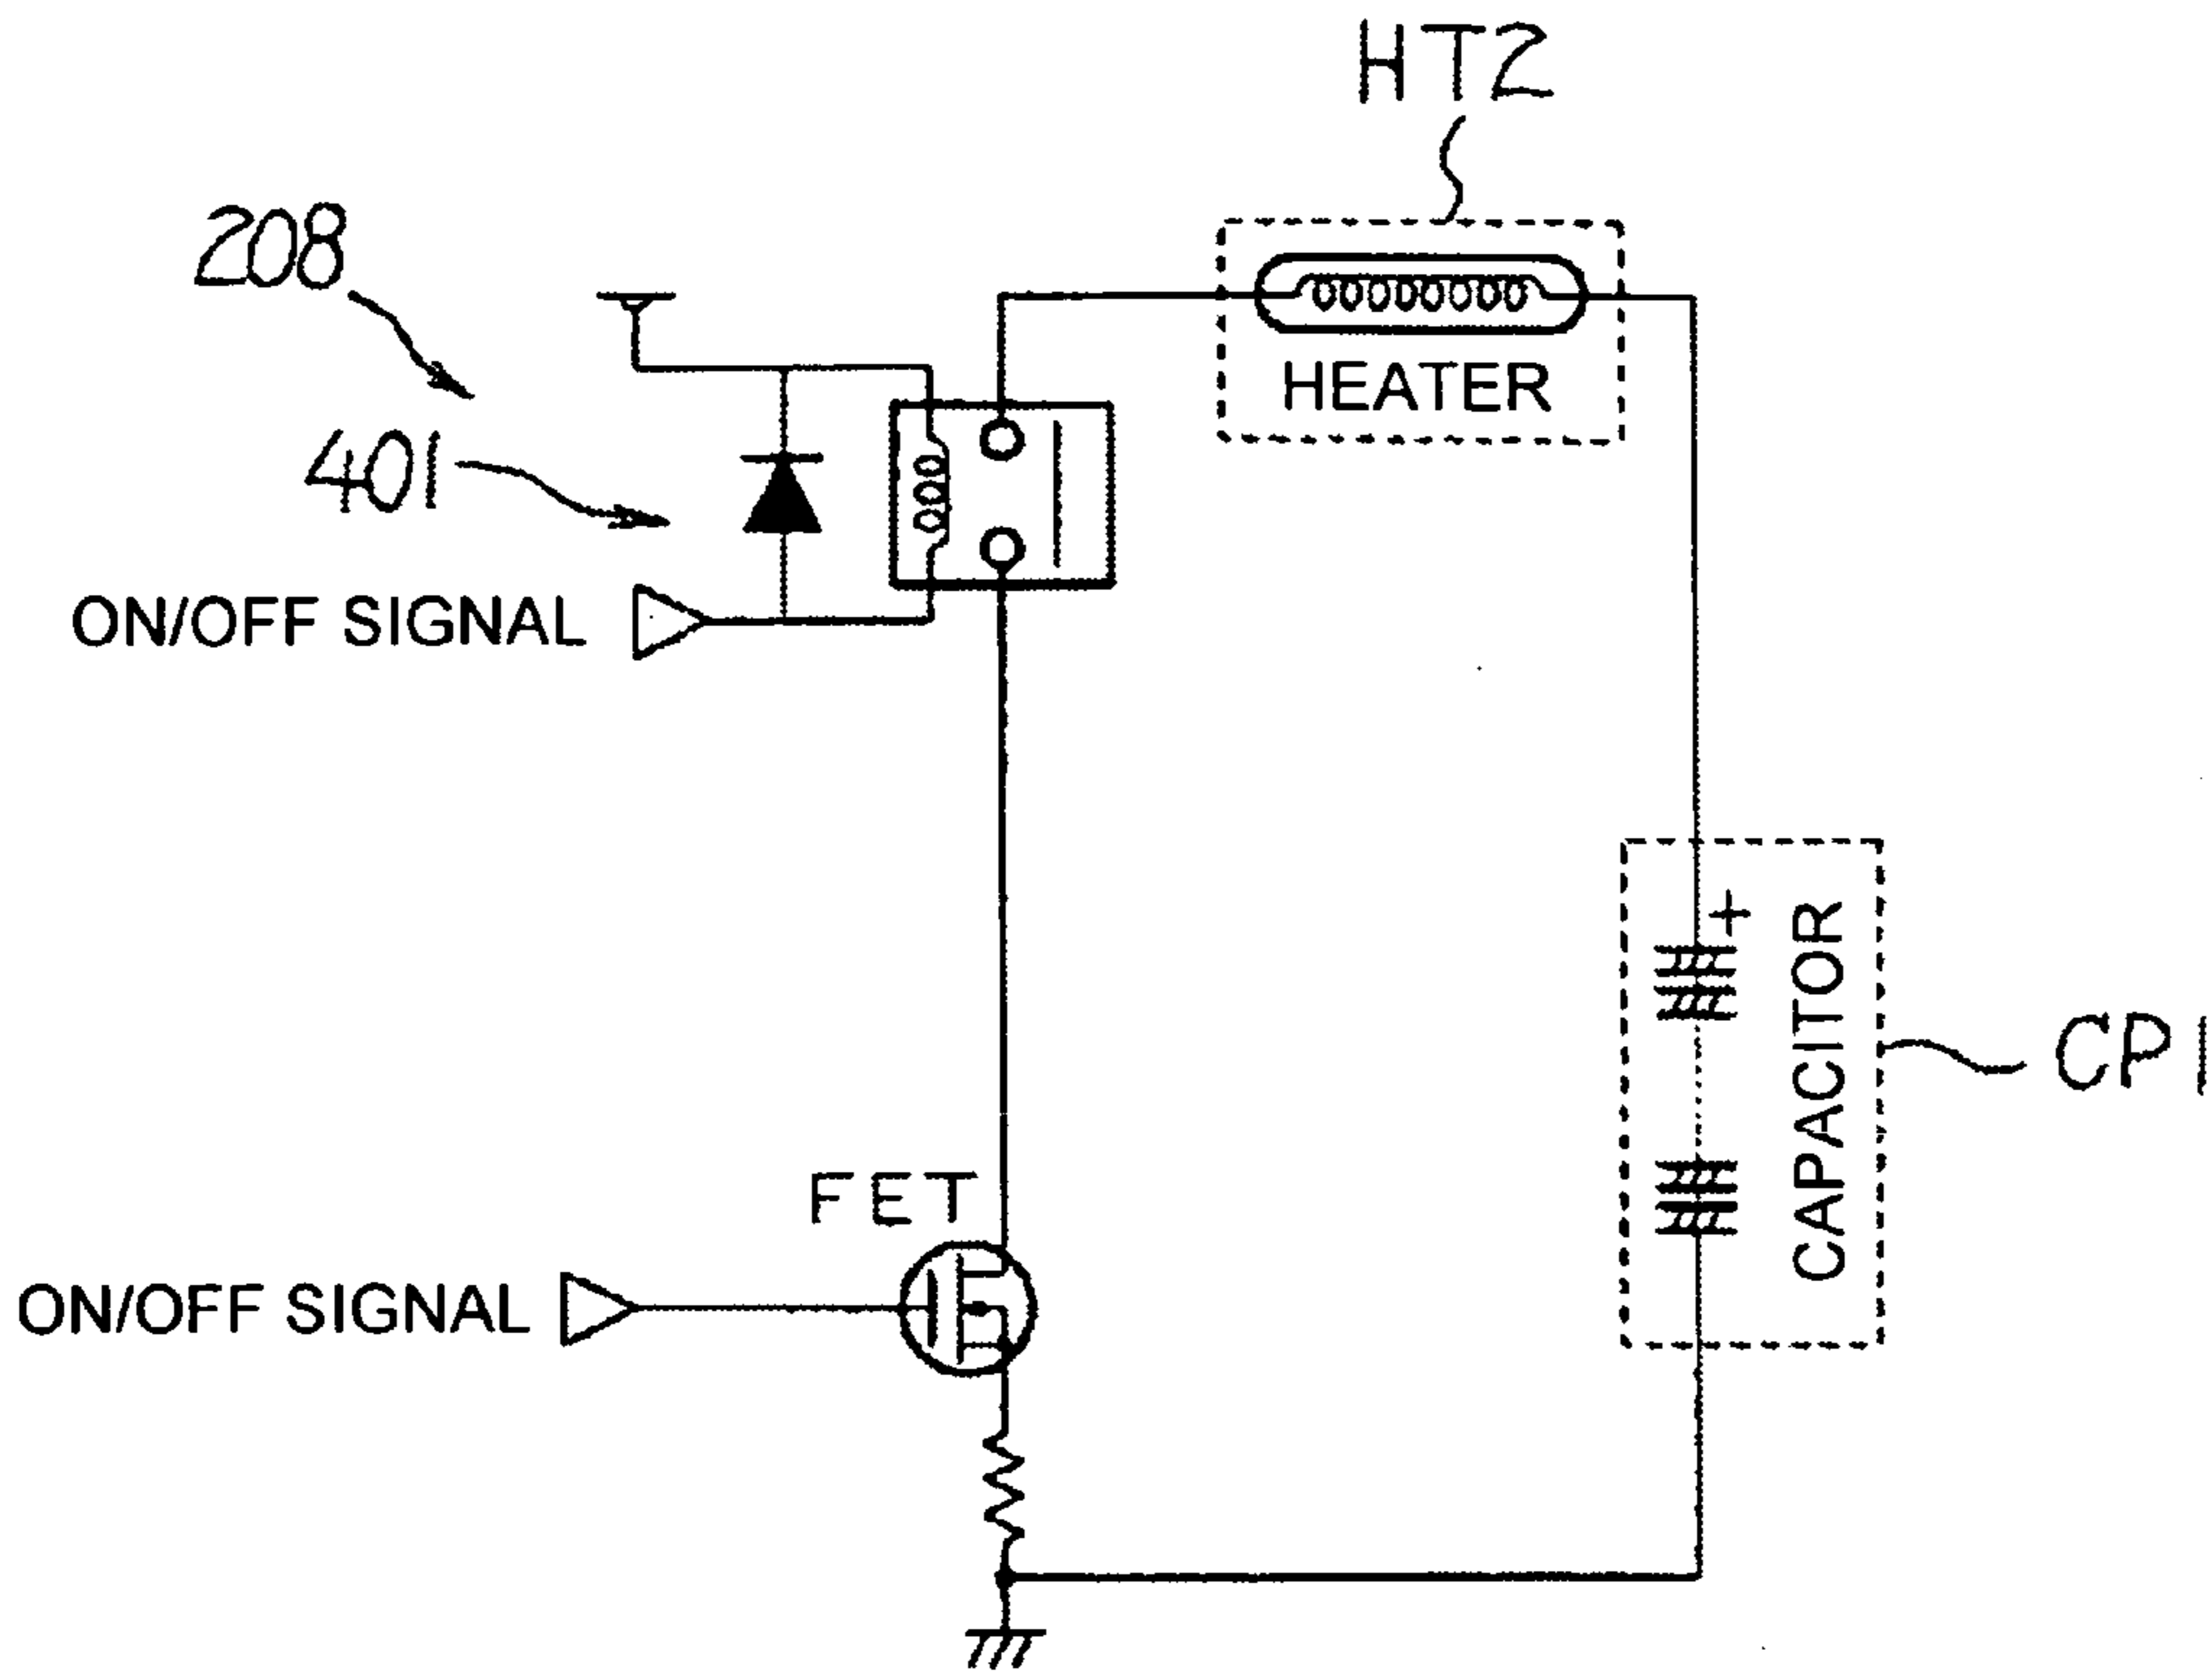 HT2
208
HEATER
401
ON/OFF SIGNAL
+
CAPACITOR
CP1
FET
ON/OFF SIGNAL